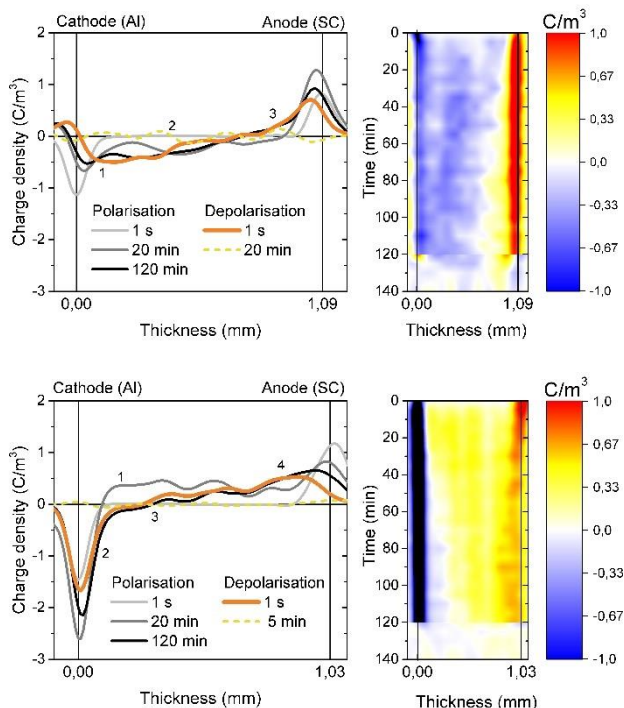 Cathode (Al)
Anode (SC)
2
1
0
-1
-2
-3
Charge density (C/m³)
1
2
3
Polarisation
Depolarisation
1 s
1 s
20 min
20 min
120 min
0,00
1,09
Thickness (mm)
0
20
40
60
80
100
120
140
Time (min)
0,00
1,09
Thickness (mm)
C/m³
1,0
0,67
0,33
0,0
-0,33
-0,67
-1,0
Cathode (Al)
Anode (SC)
2
1
0
-1
-2
-3
Charge density (C/m³)
1
2
3
4
Polarisation
Depolarisation
1 s
1 s
20 min
5 min
120 min
0,00
1,03
Thickness (mm)
0
20
40
60
80
100
120
140
Time (min)
0,00
1,03
Thickness (mm)
C/m³
1,0
0,67
0,33
0,0
-0,33
-0,67
-1,0